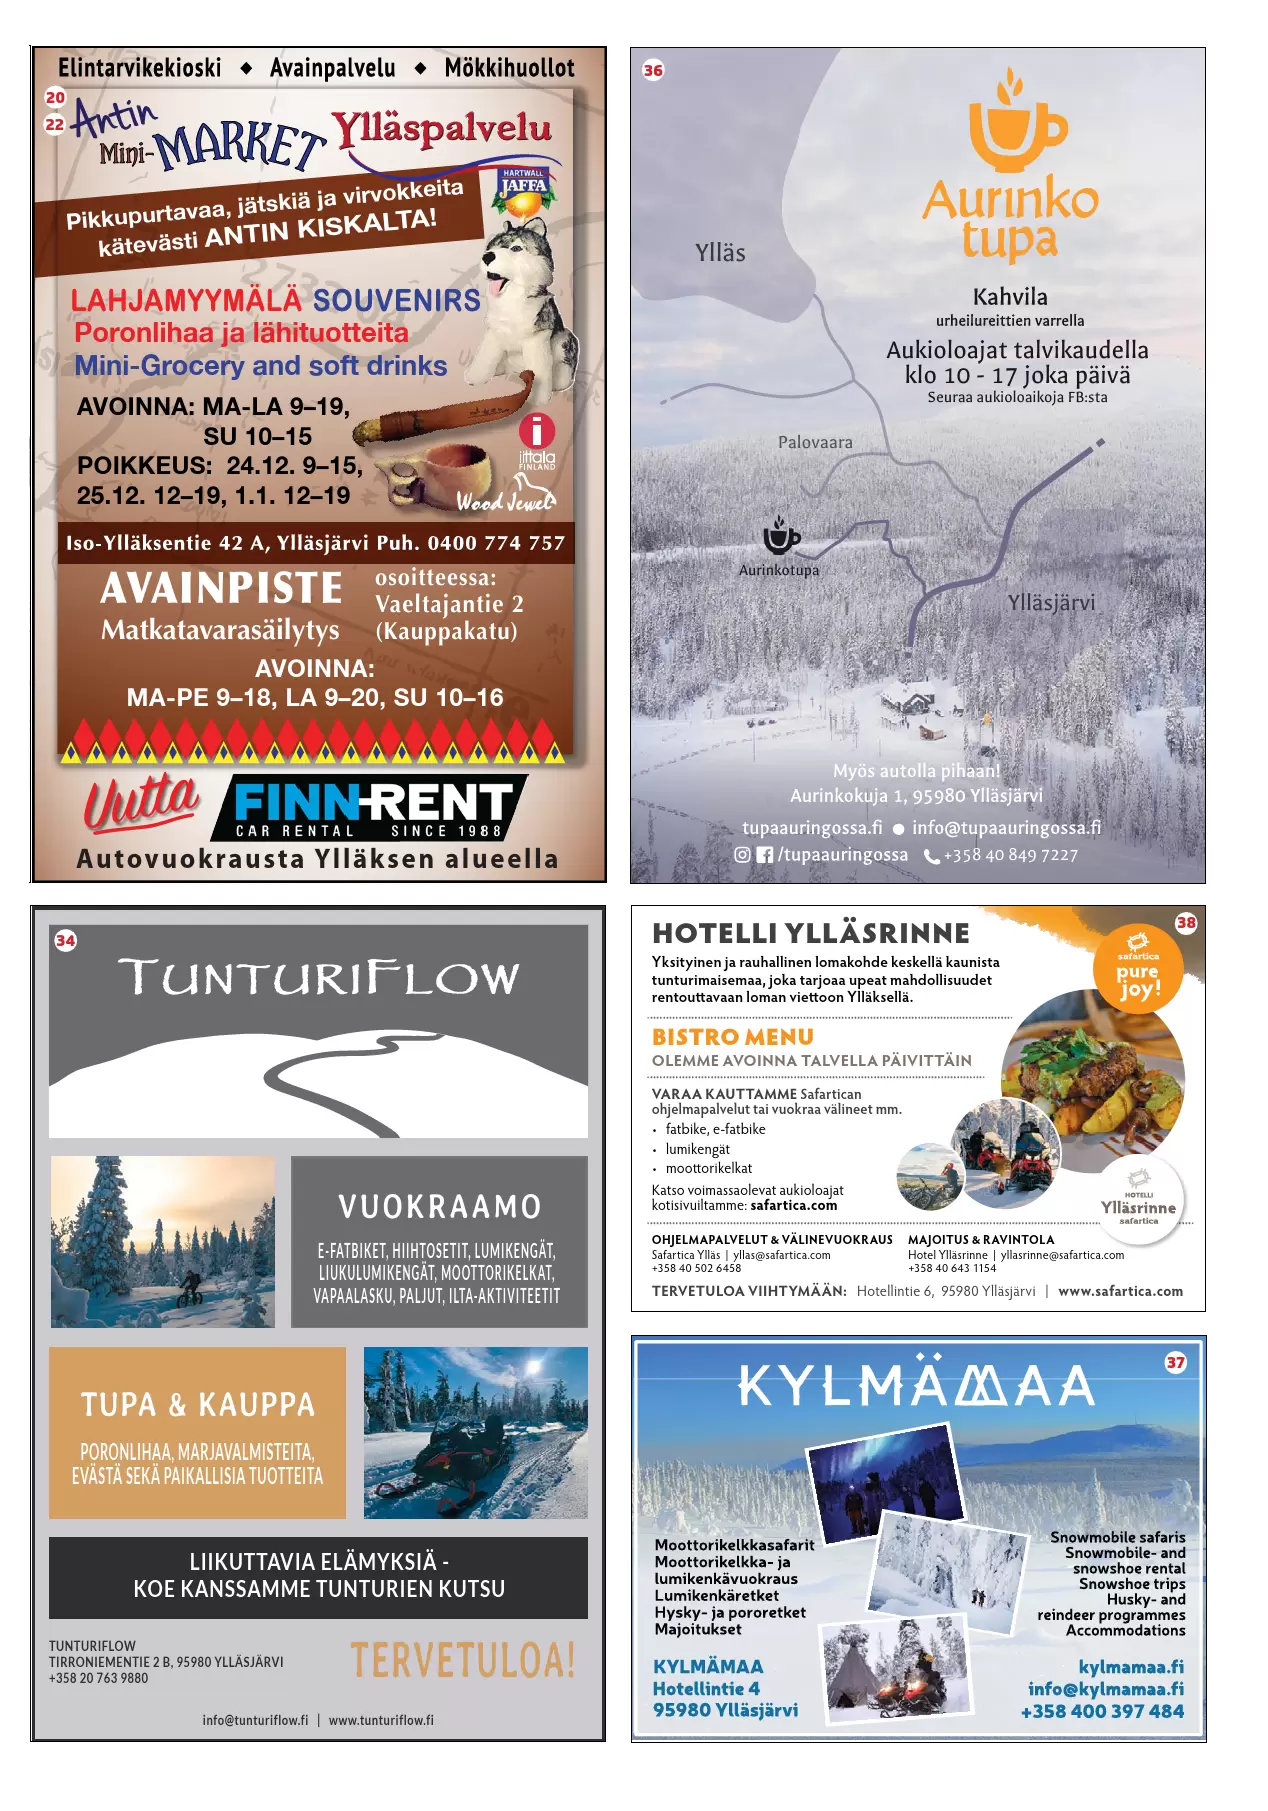 Elintarvikekioski ◆ Avainpalvelu ◆ Mökkihuollot
20
22
Antin
Mini-MARKET
Ylläspalvelu
HARTWALL
JAFFA
Pikkupurtavaa, jätskiä ja virvokkeita
kätevästi ANTIN KISKALTA!
LAHJAMYYMÄLÄ SOUVENIRS
Poronlihaa ja lähituotteita
Mini-Grocery and soft drinks
AVOINNA: MA-LA 9–19,
SU 10–15
POIKKEUS: 24.12. 9–15,
25.12. 12–19, 1.1. 12–19
i
iittala
FINLAND
Wood Jewel
Iso-Ylläksentie 42 A, Ylläsjärvi Puh. 0400 774 757
AVAINPISTE
Matkatavarasäilytys
osoitteessa:
Vaeltajantie 2
(Kauppakatu)
AVOINNA:
MA-PE 9–18, LA 9–20, SU 10–16
Uutta
FINN-RENT
CAR RENTAL SINCE 1988
Autovuokrausta Ylläksen alueella
36
Aurinko
tupa
Ylläs
Kahvila
urheilureittien varrella
Aukioloajat talvikaudella
klo 10 - 17 joka päivä
Seuraa aukioloaikoja FB:sta
Palovaara
Aurinkotupa
Ylläsjärvi
Myös autolla pihaan!
Aurinkokuja 1, 95980 Ylläsjärvi
tupaauringossa.fi ● info@tupaauringossa.fi
/tupaauringossa +358 40 849 7227
34
TUNTURIFLOW
VUOKRAAMO
E-FATBIKET, HIIHTOSETIT, LUMIKENGÄT,
LIUKULUMIKENGÄT, MOOTTORIKELKAT,
VAPAALASKU, PALJUT, ILTA-AKTIVITEETIT
TUPA & KAUPPA
PORONLIHAA, MARJAVALMISTEITA,
EVÄSTÄ SEKÄ PAIKALLISIA TUOTTEITA
LIIKUTTAVIA ELÄMYKSIÄ -
KOE KANSSAMME TUNTURIEN KUTSU
TUNTURIFLOW
TIRRONIEMENTIE 2 B, 95980 YLLÄSJÄRVI
+358 20 763 9880
TERVETULOA!
info@tunturiflow.fi | www.tunturiflow.fi
38
HOTELLI YLLÄSRINNE
Yksityinen ja rauhallinen lomakohde keskellä kaunista
tunturimaisemaa, joka tarjoaa upeat mahdollisuudet
rentouttavaan loman viettoon Ylläksellä.
safartica
pure
joy!
BISTRO MENU
OLEMME AVOINNA TALVELLA PÄIVITTÄIN
VARAA KAUTTAMME Safartican
ohjelmapalvelut tai vuokraa välineet mm.
• fatbike, e-fatbike
• lumikengät
• moottorikelkat
Katso voimassaolevat aukioloajat
kotisivuiltamme: safartica.com
HOTELLI
Ylläsrinne
safartica
OHJELMAPALVELUT & VÄLINEVUOKRAUS
Safartica Ylläs | yllas@safartica.com
+358 40 502 6458
MAJOITUS & RAVINTOLA
Hotel Ylläsrinne | yllasrinne@safartica.com
+358 40 643 1154
TERVETULOA VIIHTYMÄÄN: Hotellintie 6, 95980 Ylläsjärvi | www.safartica.com
37
KYLMÄMAA
Moottorikelkkasafarit
Moottorikelkka- ja
lumikenkävuokraus
Lumikenkäretket
Hysky- ja pororetket
Majoitukset
KYLMÄMAA
Hotellintie 4
95980 Ylläsjärvi
Snowmobile safaris
Snowmobile- and
snowshoe rental
Snowshoe trips
Husky- and
reindeer programmes
Accommodations
kylmamaa.fi
info@kylmamaa.fi
+358 400 397 484